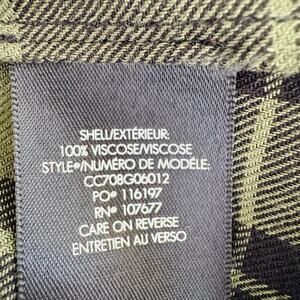 SHELL/EXTÉRIEUR:
100% VISCOSE/VISCOSE
STYLE#/NUMÉRO DE MODÈLE:
CC708G06012
PO# 116197
RN# 107677
CARE ON REVERSE
ENTRETIEN AU VERSO